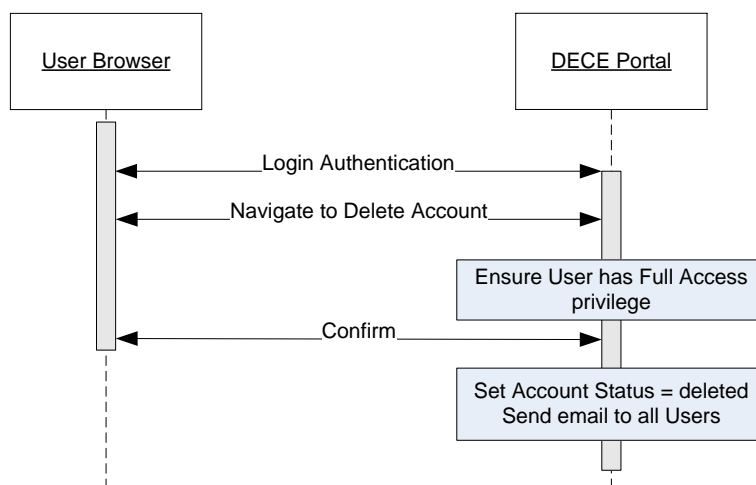 User Browser
DECE Portal
Login Authentication
Navigate to Delete Account
Ensure User has Full Access
privilege
Confirm
Set Account Status = deleted
Send email to all Users